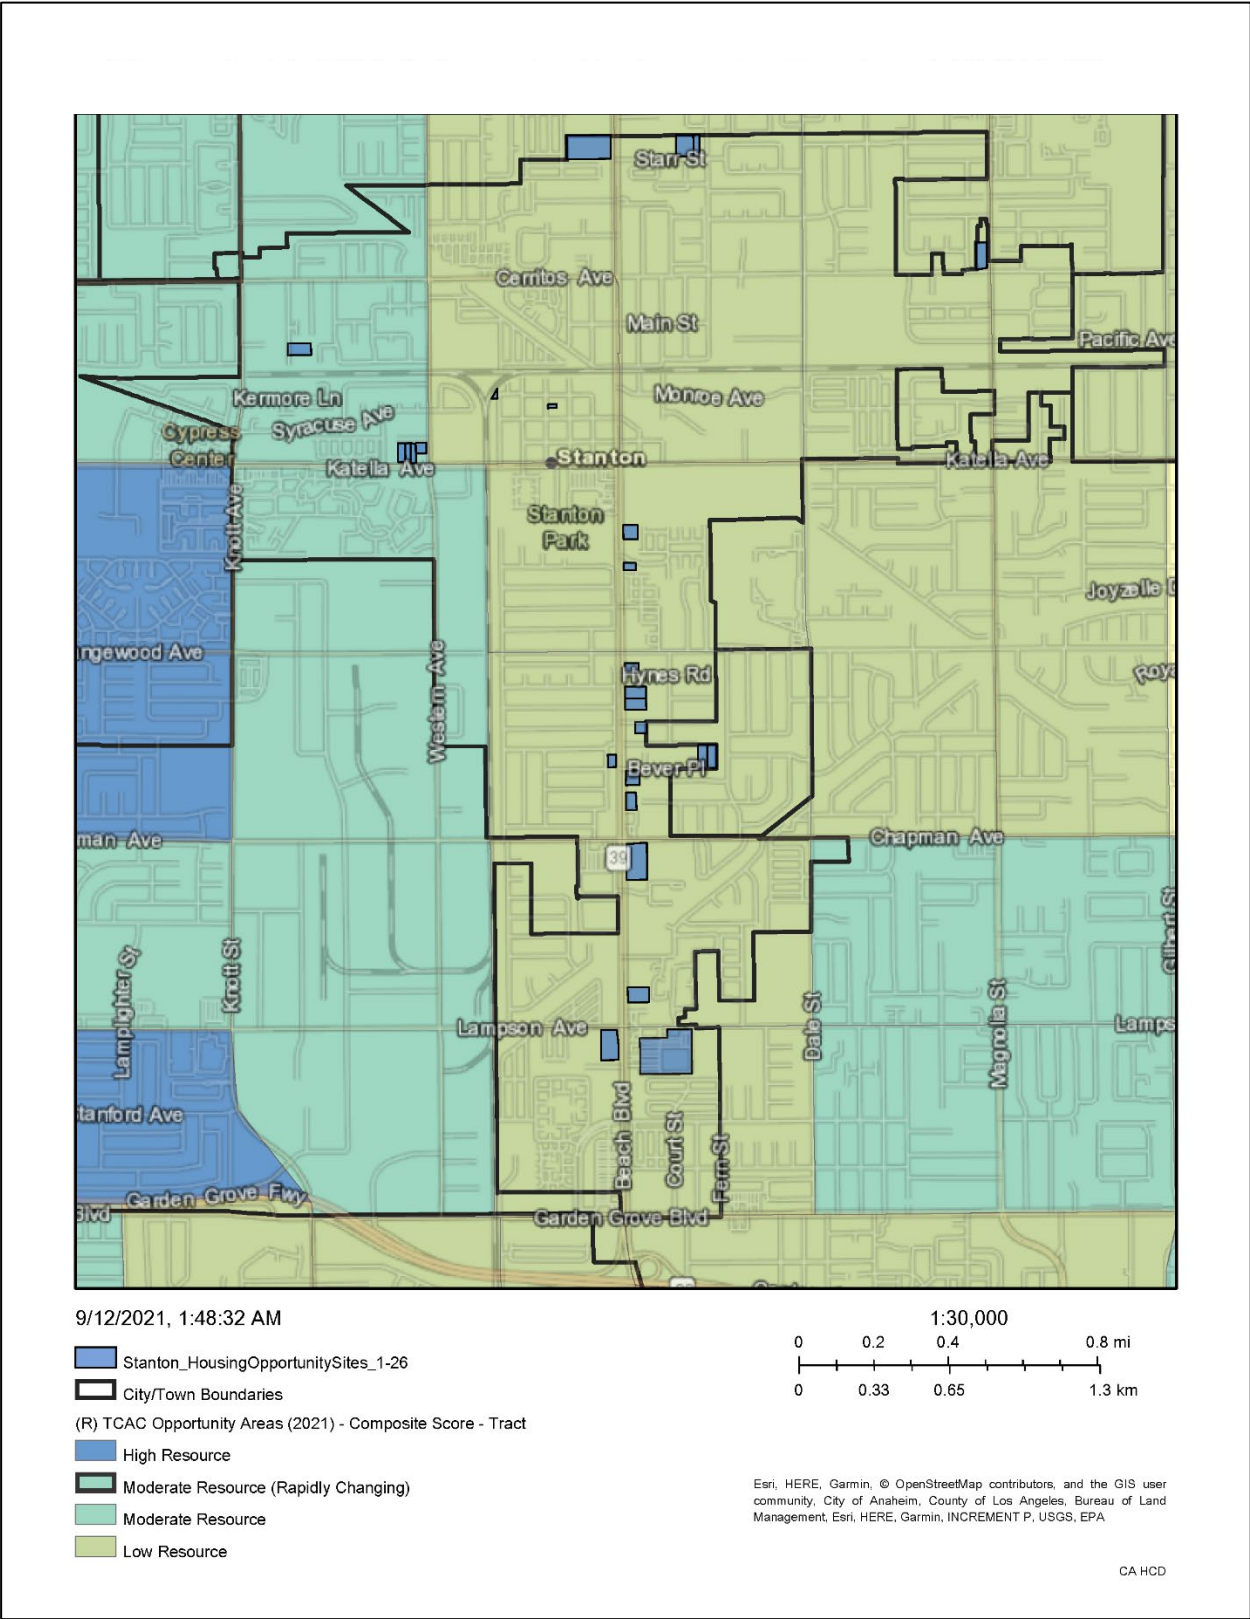 Starr St
Cerritos Ave
Main St
Pacific Ave
Kermore Ln
Monroe Ave
Syracuse Ave
Cypress
Center
Katella Ave
Stanton
Katella Ave
Knott Ave
Stanton
Park
Joyzelle D
ngewood Ave
Western Ave
Hynes Rd
Roya
Bever Pl
man Ave
39
Chapman Ave
Gilbert St
Lamplighter St
Knott St
Lampson Ave
Dale St
Magnolia St
Lamps
tanford Ave
Beach Blvd
Court St
Fern St
Garden Grove Fwy
Blvd
Garden Grove Blvd
9/12/2021, 1:48:32 AM
1:30,000
0 0.2 0.4 0.8 mi
0 0.33 0.65 1.3 km
Stanton_HousingOpportunitySites_1-26
City/Town Boundaries
(R) TCAC Opportunity Areas (2021) - Composite Score - Tract
High Resource
Moderate Resource (Rapidly Changing)
Moderate Resource
Low Resource
Esri, HERE, Garmin, © OpenStreetMap contributors, and the GIS user
community, City of Anaheim, County of Los Angeles, Bureau of Land
Management, Esri, HERE, Garmin, INCREMENT P, USGS, EPA
CA HCD